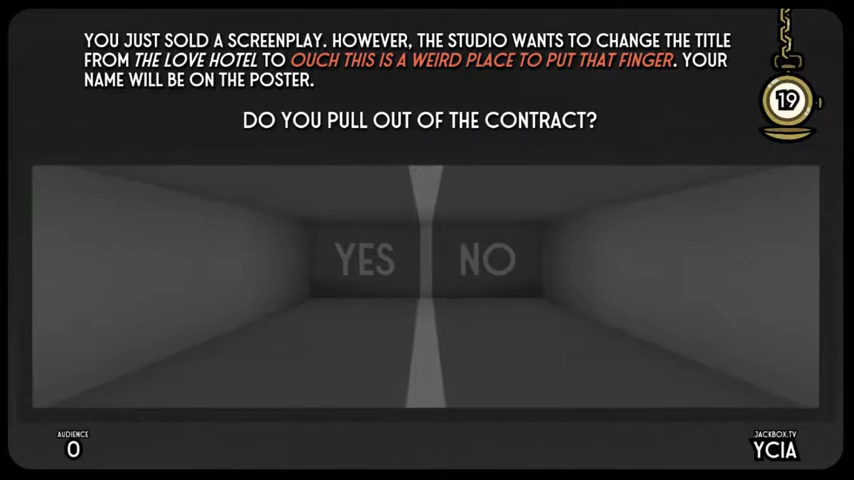 YOU JUST SOLD A SCREENPLAY. HOWEVER, THE STUDIO WANTS TO CHANGE THE TITLE
FROM THE LOVE HOTEL TO OUCH THIS IS A WEIRD PLACE TO PUT THAT FINGER. YOUR
NAME WILL BE ON THE POSTER.
19
DO YOU PULL OUT OF THE CONTRACT?
YES NO
AUDIENCE
0
JACKBOX.TV
YCIA